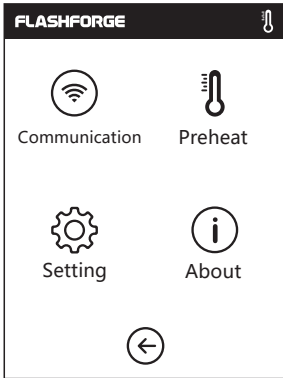 FLASHFORGE
Communication
Preheat
Setting
About